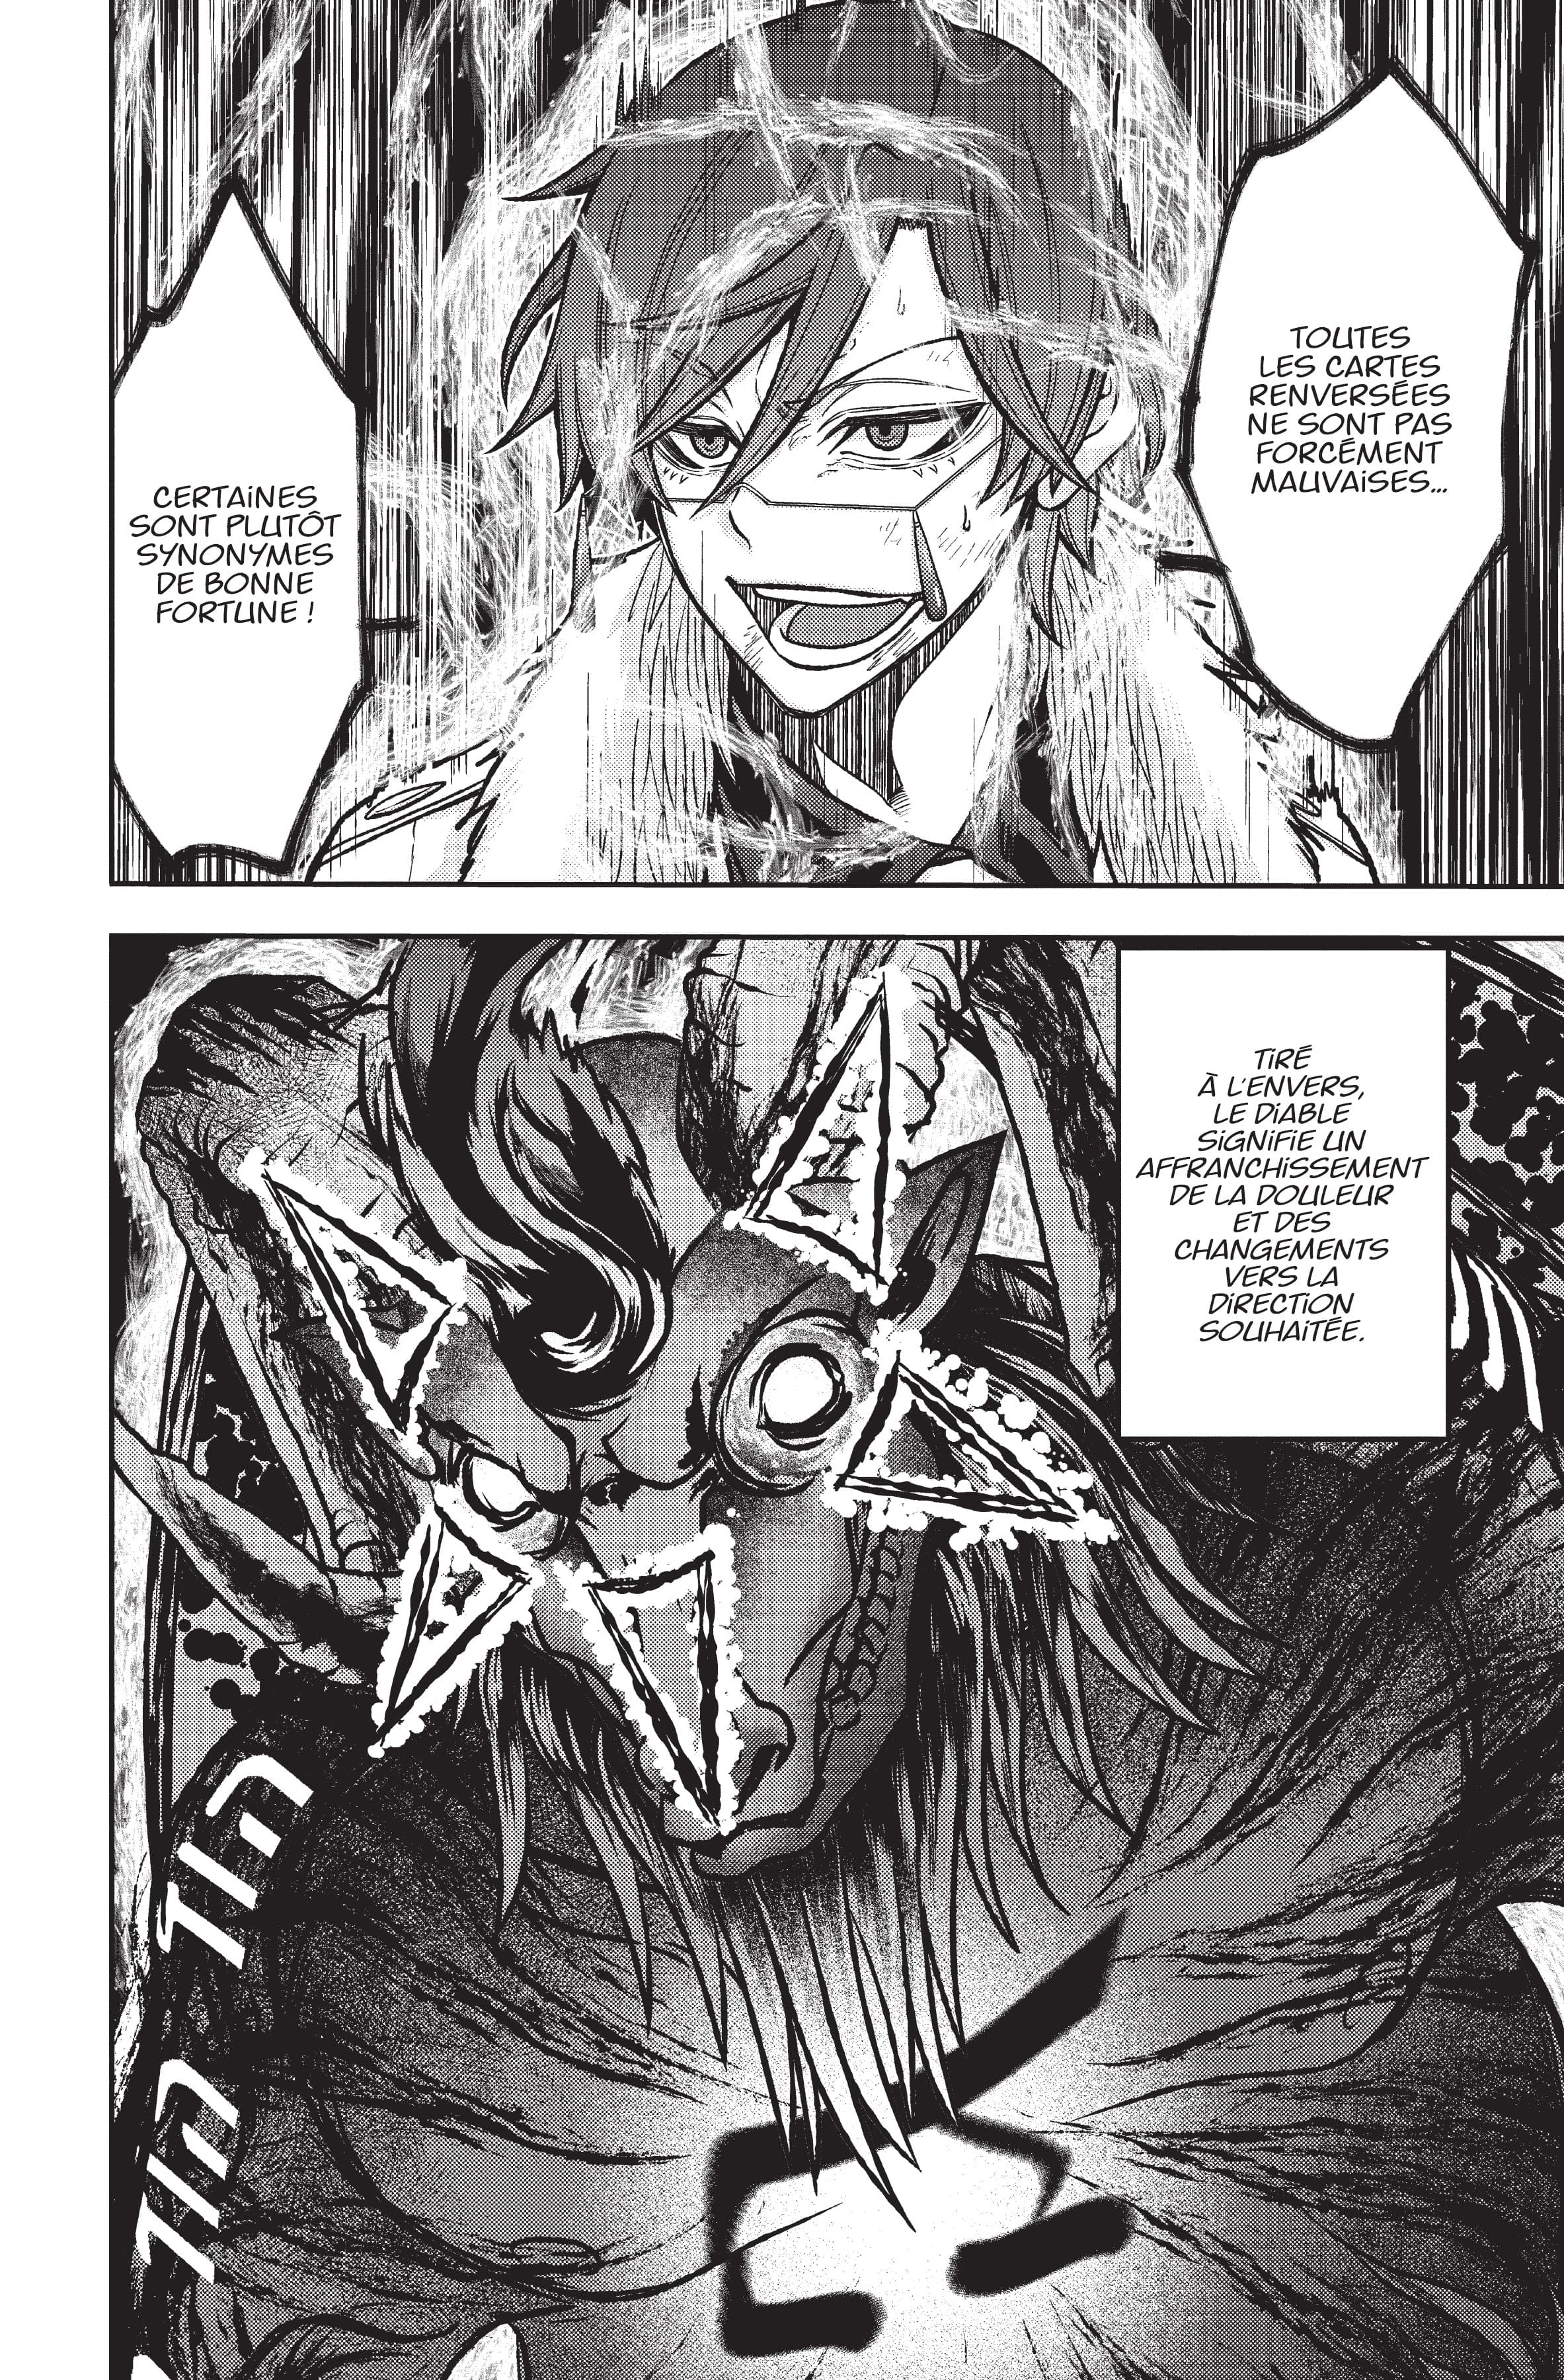 TOUTES
LES CARTES
RENVERSÉES
NE SONT PAS
FORCÉMENT
MAUVAISES...
CERTAINES
SONT PLUTÔT
SYNONYMES
DE BONNE
FORTUNE !
TIRÉ
À L'ENVERS,
LE DIABLE
SIGNIFIE UN
AFFRANCHISSEMENT
DE LA DOULEUR
ET DES
CHANGEMENTS
VERS LA
DIRECTION
SOUHAITÉE.